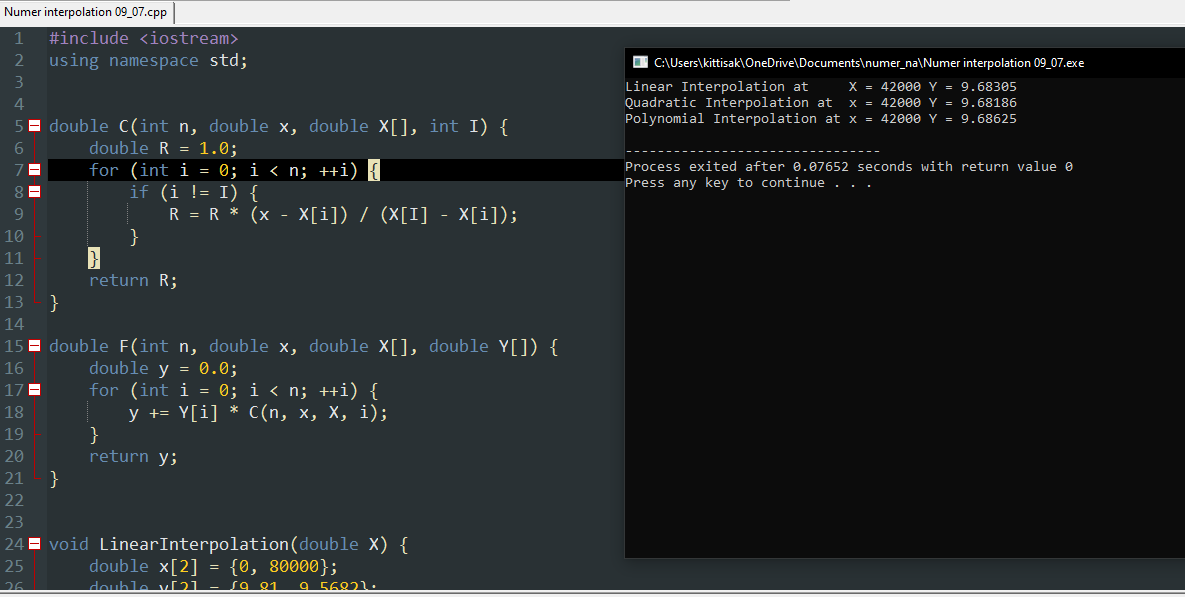 Numer interpolation 09_07.cpp
1 #include <iostream>
2 using namespace std;
3
4
5 double C(int n, double x, double X[], int I) {
6 double R = 1.0;
7 for (int i = 0; i < n; ++i) {
8 if (i != I) {
9 R = R * (x - X[i]) / (X[I] - X[i]);
10 }
11 }
12 return R;
13 }
14
15 double F(int n, double x, double X[], double Y[]) {
16 double y = 0.0;
17 for (int i = 0; i < n; ++i) {
18 y += Y[i] * C(n, x, X, i);
19 }
20 return y;
21 }
22
23
24 void LinearInterpolation(double X) {
25 double x[2] = {0, 80000};
26 double y[2] = {9.81, 9.5682};
C:\Users\kittisak\OneDrive\Documents\numer_na\Numer interpolation 09_07.exe
Linear Interpolation at X = 42000 Y = 9.68305
Quadratic Interpolation at x = 42000 Y = 9.68186
Polynomial Interpolation at x = 42000 Y = 9.68625
--------------------------------
Process exited after 0.07652 seconds with return value 0
Press any key to continue . . .